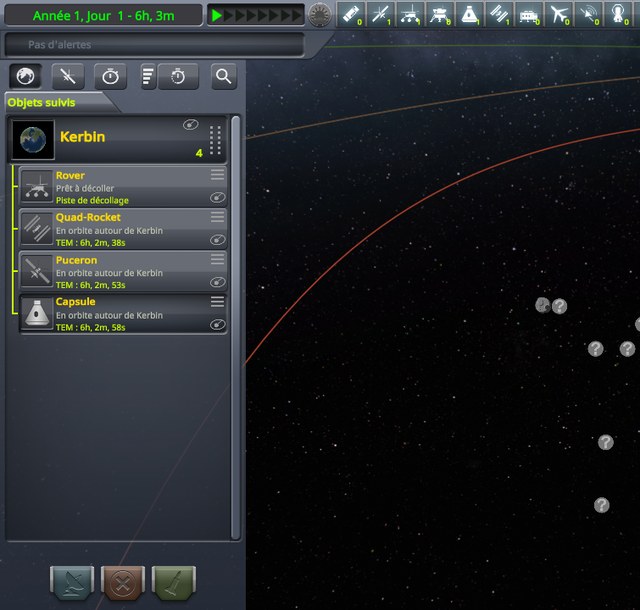 Année 1, Jour 1 - 6h, 3m
0 1 1 8 1 1 0 0 0 0
Pas d'alertes
Objets suivis
Kerbin
4
Rover
Prêt à décoller
Piste de décollage
Quad-Rocket
En orbite autour de Kerbin
TEM : 6h, 2m, 38s
Puceron
En orbite autour de Kerbin
TEM : 6h, 2m, 53s
Capsule
En orbite autour de Kerbin
TEM : 6h, 2m, 58s
?
? ?
?
?